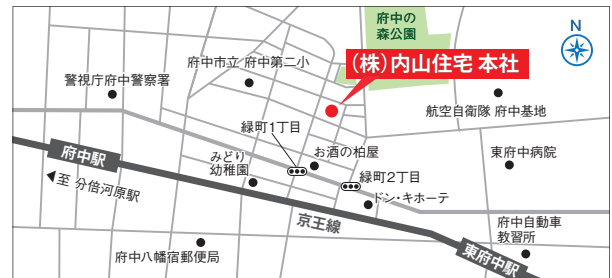 府中の
森公園
N
(株)内山住宅 本社
府中市立 府中第二小
警視庁府中警察署
航空自衛隊 府中基地
緑町1丁目
お酒の柏屋
府中駅
みどり
幼稚園
東府中病院
緑町2丁目
至 分倍河原駅
ドン・キホーテ
京王線
府中自動車
教習所
府中八幡宿郵便局
東府中駅